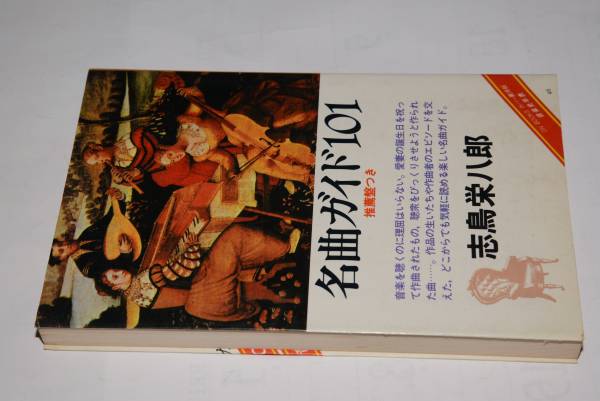 名曲ガイド101
推薦盤つき
音楽を聴くのに理屈はいらない。愛妻の誕生日を祝っ
て作曲されたもの、聴衆をびっくりさせようと作られ
た曲……。作品の生いたちや作曲者のエピソードを交
えた、どこからでも気軽に読める楽しい名曲ガイド。
志鳥栄八郎